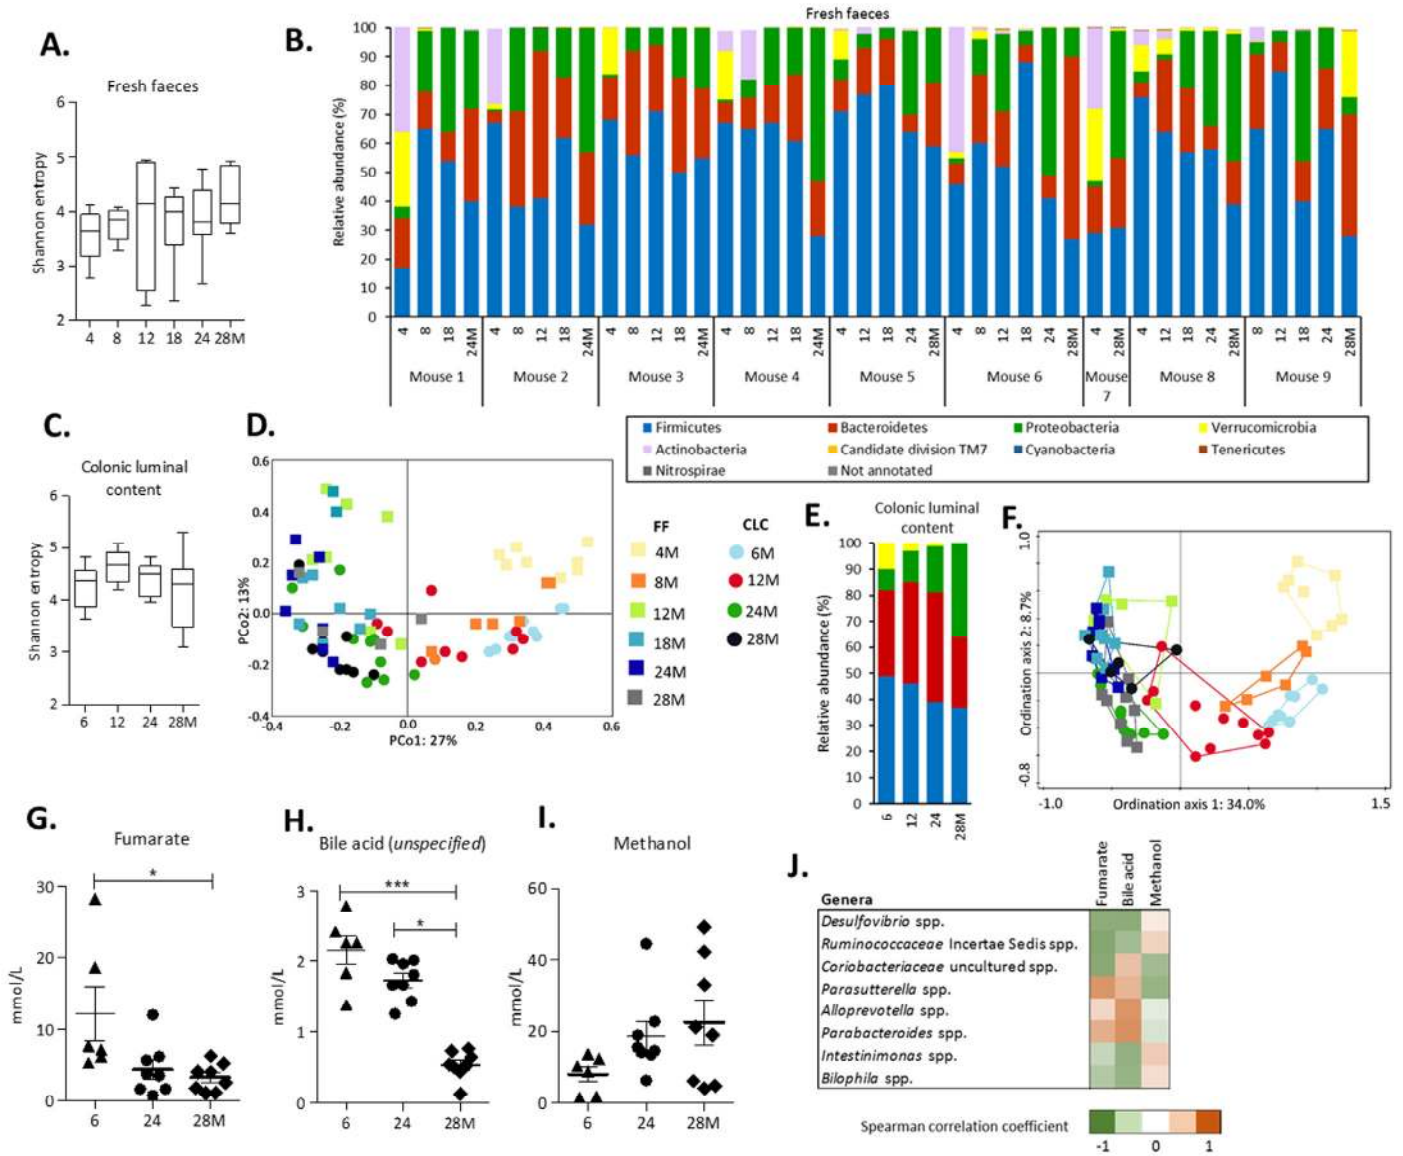 A.
Fresh faeces
Shannon entropy
6
5
4
3
2
4 8 12 18 24 28M
B.
Fresh faeces
Relative abundance (%)
100
90
80
70
60
50
40
30
20
10
0
4 8 18 24M 4 8 12 18 24M 4 8 12 18 24M 4 8 12 18 24M 4 12 18 24 28M 4 8 12 18 24 28M 4 28M 4 12 18 24 28M 8 12 18 24 28M
Mouse 1 Mouse 2 Mouse 3 Mouse 4 Mouse 5 Mouse 6 Mouse 7 Mouse 8 Mouse 9
Firmicutes Bacteroidetes Proteobacteria Verrucomicrobia
Actinobacteria Candidate division TM7 Cyanobacteria Tenericutes
Nitrospirae Not annotated
C.
Colonic luminal
content
Shannon entropy
6
5
4
3
2
6 12 24 28M
D.
PCo2: 13%
0.6
0.4
0.2
0.0
-0.2
-0.4
-0.4 -0.2 0.0 0.2 0.4 0.6
PCo1: 27%
FF CLC
4M 6M
8M 12M
12M 24M
18M 28M
24M
28M
E.
Colonic luminal
content
Relative abundance (%)
100
90
80
70
60
50
40
30
20
10
0
6 12 24 28M
F.
Ordination axis 2: 8.7%
1.0
-0.8
-1.0 Ordination axis 1: 34.0% 1.5
G.
Fumarate
mmol/L
*
30
20
10
0
6 24 28M
H.
Bile acid (unspecified)
mmol/L
***
*
3
2
1
0
6 24 28M
I.
Methanol
mmol/L
60
40
20
0
6 24 28M
J.
Fumarate
Bile acid
Methanol
Genera
Desulfovibrio spp.
Ruminococcaceae Incertae Sedis spp.
Coriobacteriaceae uncultured spp.
Parasutterella spp.
Alloprevotella spp.
Parabacteroides spp.
Intestinimonas spp.
Bilophila spp.
Spearman correlation coefficient
-1 0 1